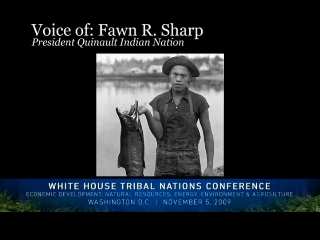 Voice of: Fawn R. Sharp
President Quinault Indian Nation
WHITE HOUSE TRIBAL NATIONS CONFERENCE
ECONOMIC DEVELOPMENT, NATURAL RESOURCES, ENERGY, ENVIRONMENT & AGRICULTURE
WASHINGTON D.C. | NOVEMBER 5, 2009